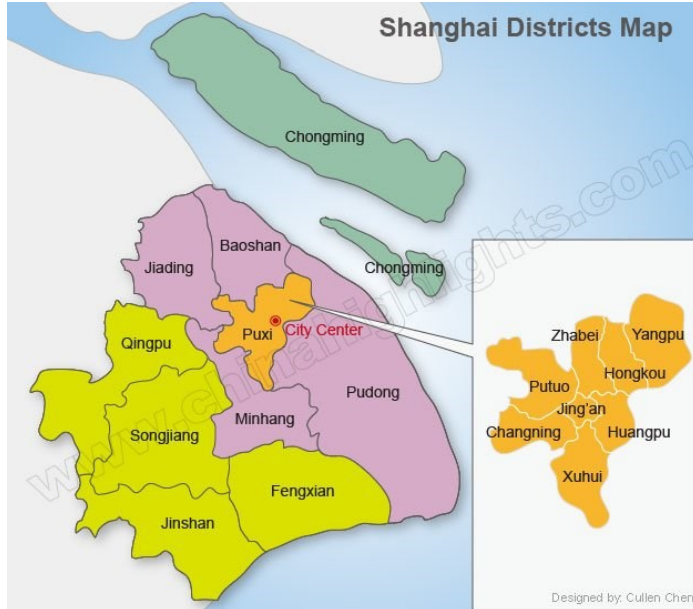 Shanghai Districts Map
Chongming
Baoshan
Jiading
Chongming
Puxi
City Center
Qingpu
Pudong
Minhang
Songjiang
Fengxian
Jinshan
Zhabei
Yangpu
Hongkou
Putuo
Jing'an
Changning
Huangpu
Xuhui
www.chinahighlights.com
Designed by: Cullen Chen